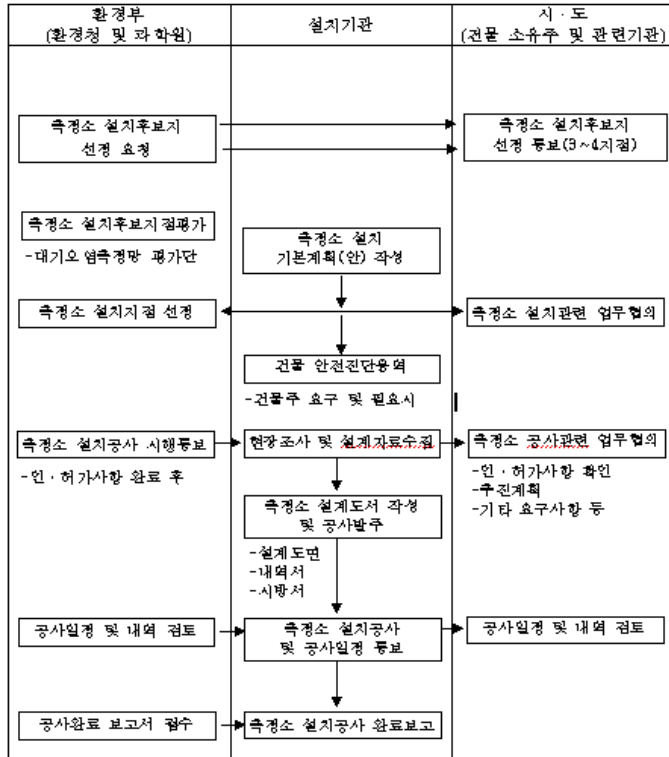 환경부
(환경청 및 과학원)
설치기관
시 · 도
(건물 소유주 및 관련기관)
측정소 설치후보지
선정 요청
측정소 설치후보지
선정 통보(3~4지점)
측정소 설치후보지점평가
-대기오염측정망 평가단
측정소 설치
기본계획(안) 작성
측정소 설치지점 선정
측정소 설치관련 업무협의
건물 안전진단용역
-건물주 요구 및 필요시
측정소 설치공사 시행통보
-인 · 허가사항 완료 후
현장조사 및 설계자료수집
측정소 공사관련 업무협의
-인 · 허가사항 확인
-추진계획
-기타 요구사항 등
측정소 설계도서 작성
및 공사발주
-설계도면
-내역서
-시방서
공사일정 및 내역 검토
측정소 설치공사
및 공사일정 통보
공사일정 및 내역 검토
공사완료 보고서 접수
측정소 설치공사 완료보고